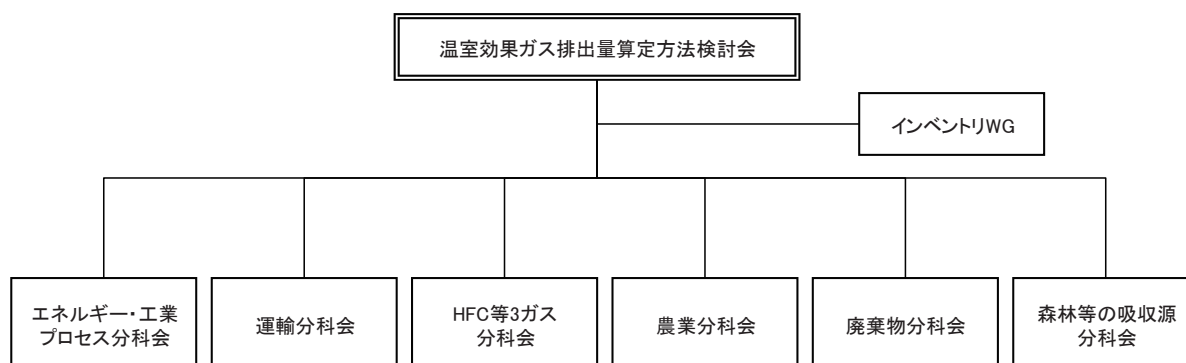 温室効果ガス排出量算定方法検討会
インベントリWG
エネルギー・工業
プロセス分科会
運輸分科会
HFC等3ガス
分科会
農業分科会
廃棄物分科会
森林等の吸収源
分科会